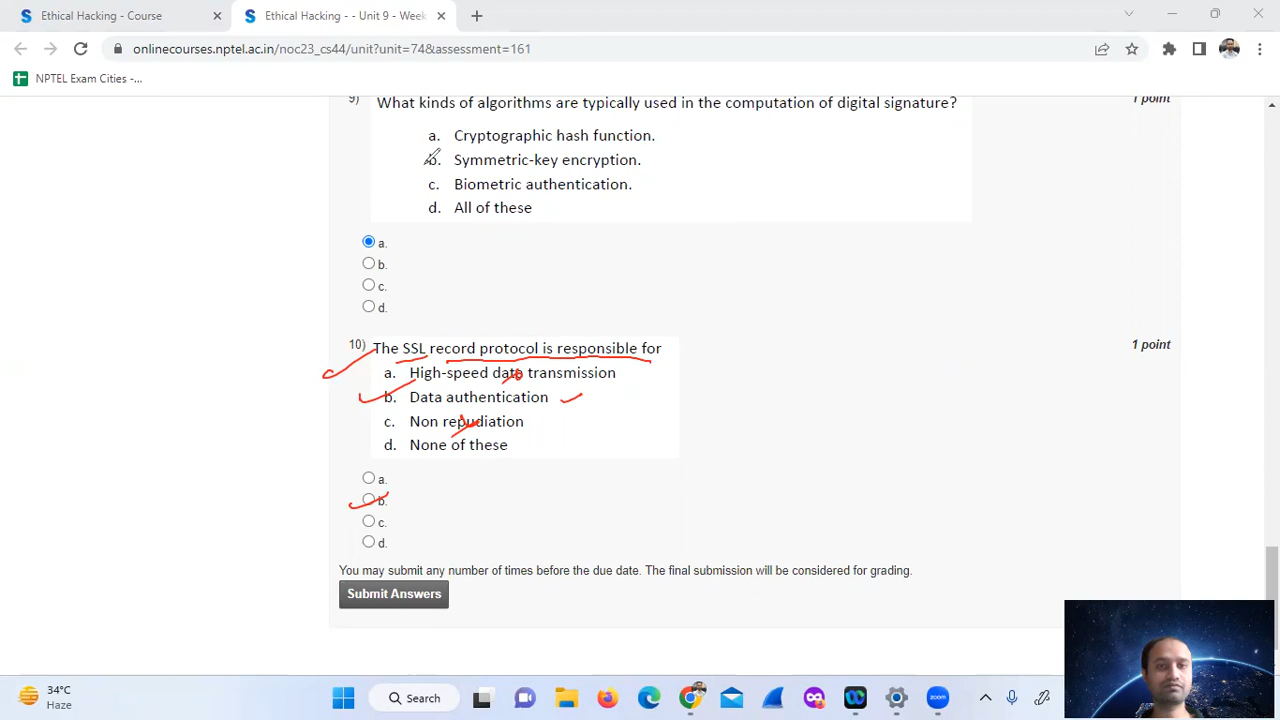 Ethical Hacking - Course
Ethical Hacking - - Unit 9 - Week
onlinecourses.nptel.ac.in/noc23_cs44/unit?unit=74&assessment=161
NPTEL Exam Cities -...
9)
What kinds of algorithms are typically used in the computation of digital signature?
1 point
a. Cryptographic hash function.
b. Symmetric-key encryption.
c. Biometric authentication.
d. All of these
a.
b.
c.
d.
10) The SSL record protocol is responsible for
1 point
a. High-speed data transmission
b. Data authentication
c. Non repudiation
d. None of these
a.
b.
c.
d.
You may submit any number of times before the due date. The final submission will be considered for grading.
Submit Answers
34°C
Haze
Search
zoom